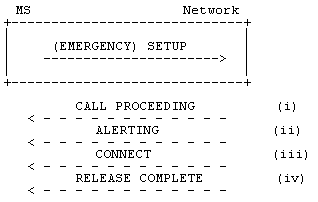 MS Network
(EMERGENCY) SETUP
CALL PROCEEDING (i)
ALERTING (ii)
CONNECT (iii)
RELEASE COMPLETE (iv)